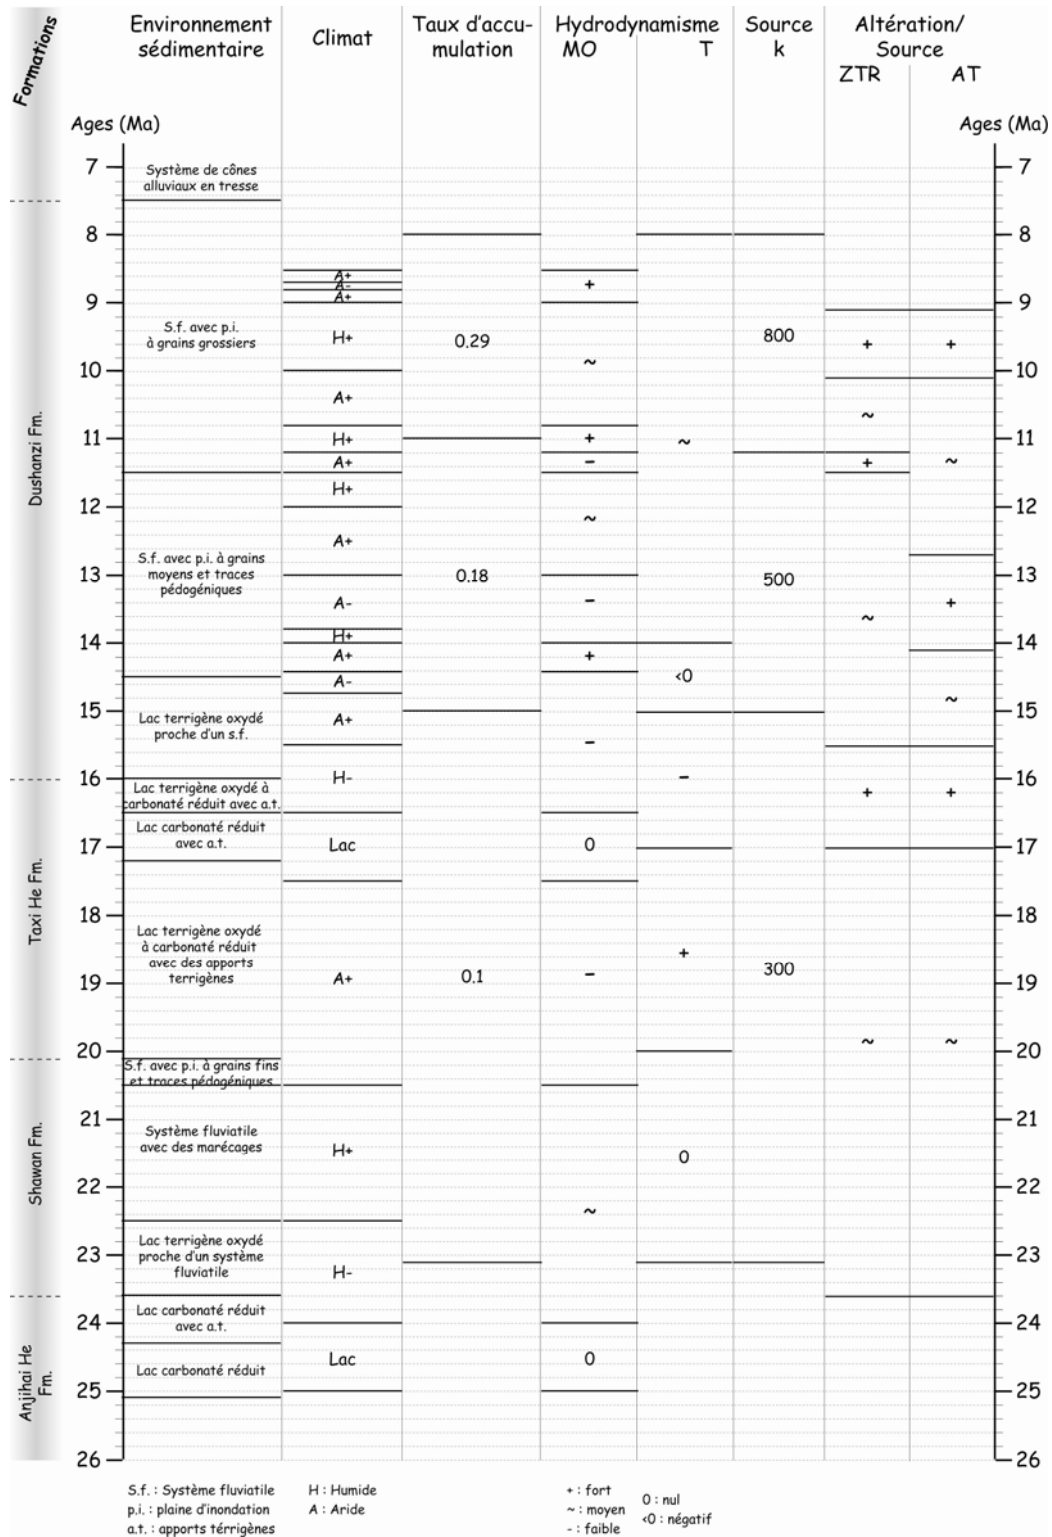 Formations
Environnement
sédimentaire
Climat
Taux d'accu-
mulation
Hydrodynamisme
MO T
Source
k
Altération/
Source
ZTR AT
Ages (Ma) Ages (Ma)
7 7
Système de cônes
alluviaux en tresse
8 8
A+
A-
+
A+
9 9
S.f. avec p.i.
à grains grossiers
H+
0.29
800
+ +
~
10 10
A+
~
Dushanzi Fm.
11 11
H+
+
~
A+
-
+
~
H+
12 12
~
A+
S.f. avec p.i. à grains
moyens et traces
pédogéniques
13 13
0.18
500
A-
-
+
~
H+
14 14
A+
+
<0
A-
~
15 15
Lac terrigène oxydé
proche d'un s.f.
A+
-
16 16
H-
-
Lac terrigène oxydé à
carbonaté réduit avec a.t.
+ +
Lac carbonaté réduit
avec a.t.
17 17
Lac
0
Taxi He Fm.
18 18
Lac terrigène oxydé
à carbonaté réduit
avec des apports
terrigènes
+
19 19
A+
0.1
-
300
~ ~
20 20
S.f. avec p.i. à grains fins
et traces pédogéniques
Shawan Fm.
21 21
Système fluviatile
avec des marécages
H+
0
22 22
~
23 23
Lac terrigène oxydé
proche d'un système
fluviatile
H-
24 24
Lac carbonaté réduit
avec a.t.
Anjihai He
Fm.
Lac carbonaté réduit
Lac
0
25 25
26 26
S.f. : Système fluviatile
p.i. : plaine d'inondation
a.t. : apports térrigènes
H : Humide
A : Aride
+ : fort
~ : moyen
- : faible
0 : nul
<0 : négatif